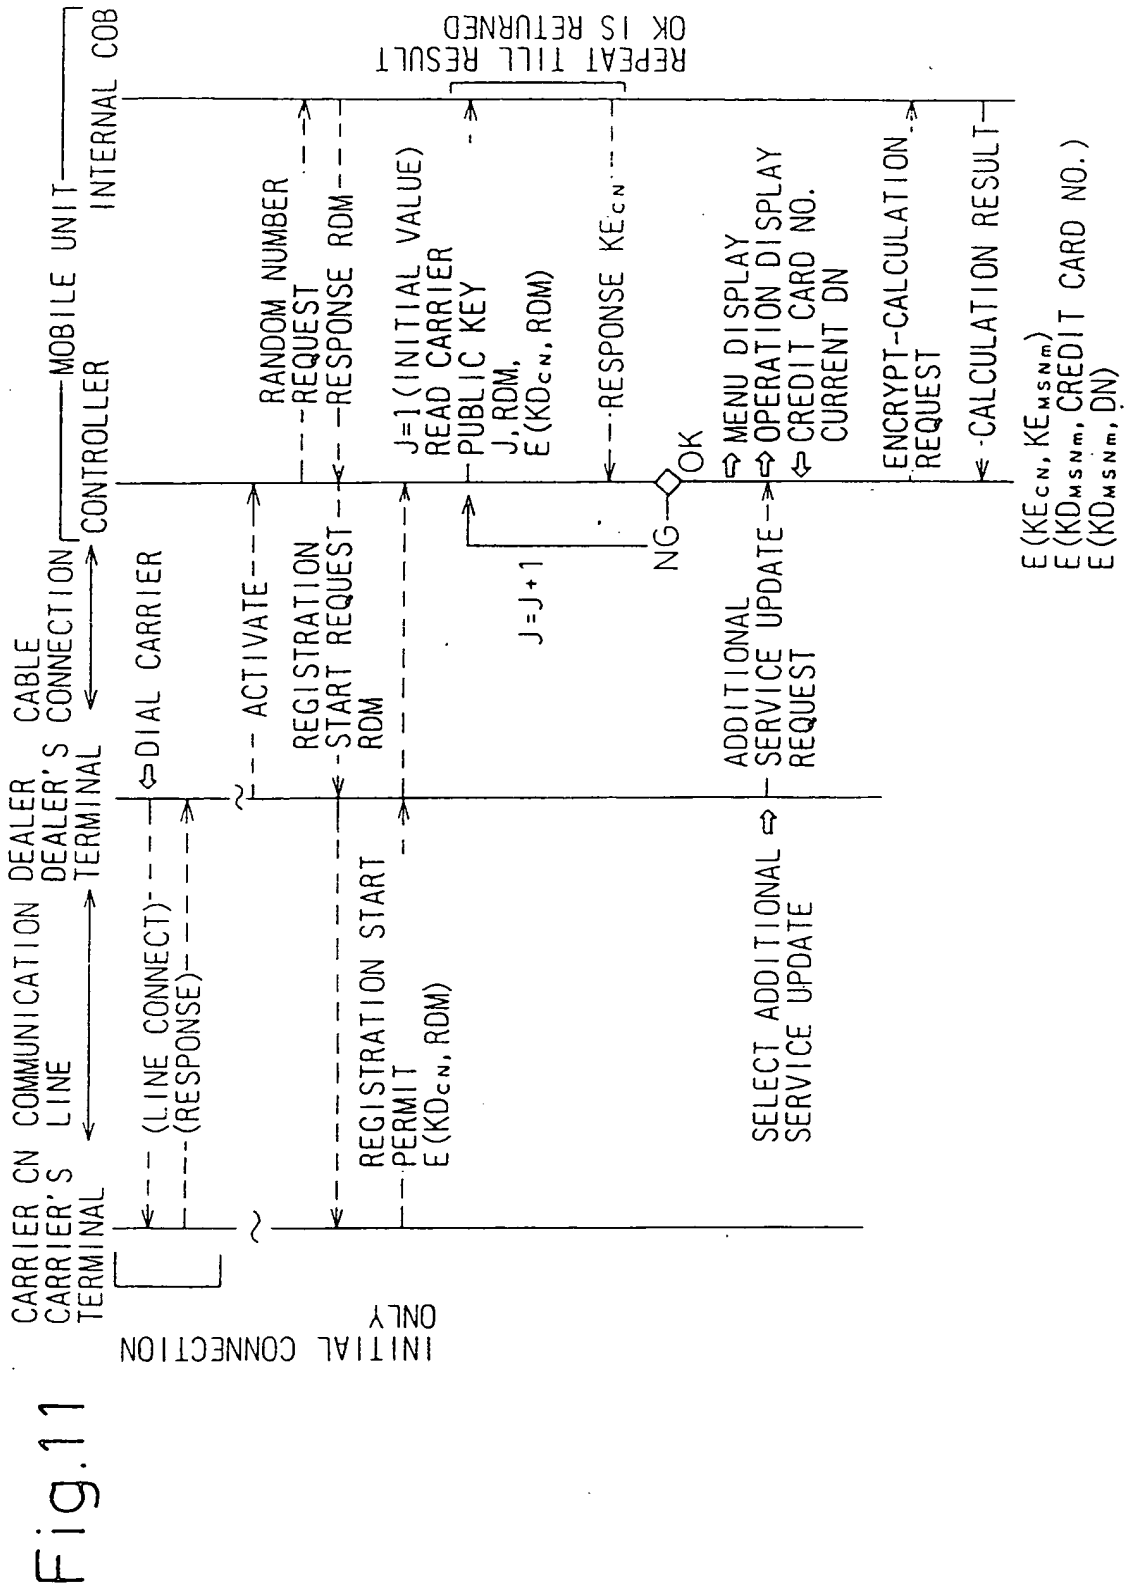 Fig.11
CARRIER CN COMMUNICATION DEALER CABLE
CARRIER'S LINE DEALER'S CONNECTION
TERMINAL TERMINAL
MOBILE UNIT
CONTROLLER INTERNAL COB
INITIAL CONNECTION
ONLY
(LINE CONNECT)
(RESPONSE)
DIAL CARRIER
ACTIVATE
RANDOM NUMBER
REQUEST
RESPONSE RDM
REGISTRATION
START REQUEST
RDM
REGISTRATION START
PERMIT
E(KDCN, RDM)
J=1(INITIAL VALUE)
READ CARRIER
PUBLIC KEY
J,RDM,
E(KDCN, RDM)
REPEAT TILL RESULT
OK IS RETURNED
J=J+1
RESPONSE KECN
NG
OK
SELECT ADDITIONAL
SERVICE UPDATE
ADDITIONAL
SERVICE UPDATE
REQUEST
MENU DISPLAY
OPERATION DISPLAY
CREDIT CARD NO.
CURRENT DN
ENCRYPT-CALCULATION
REQUEST
CALCULATION RESULT
E(KECN, KEMSNm)
E(KDMSNm, CREDIT CARD NO.)
E(KDMSNm, DN)